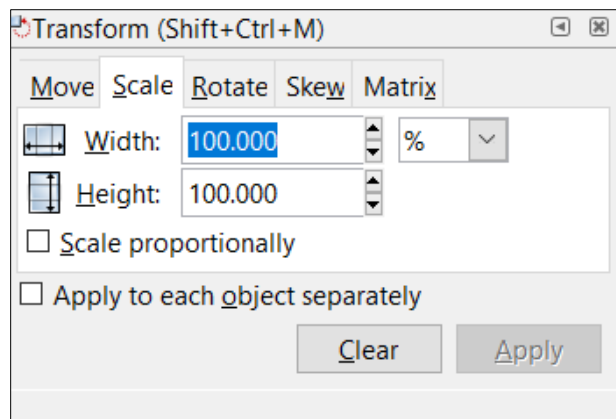 Transform (Shift+Ctrl+M)
Move Scale Rotate Skew Matrix
Width: 100.000 %
Height: 100.000
Scale proportionally
Apply to each object separately
Clear Apply